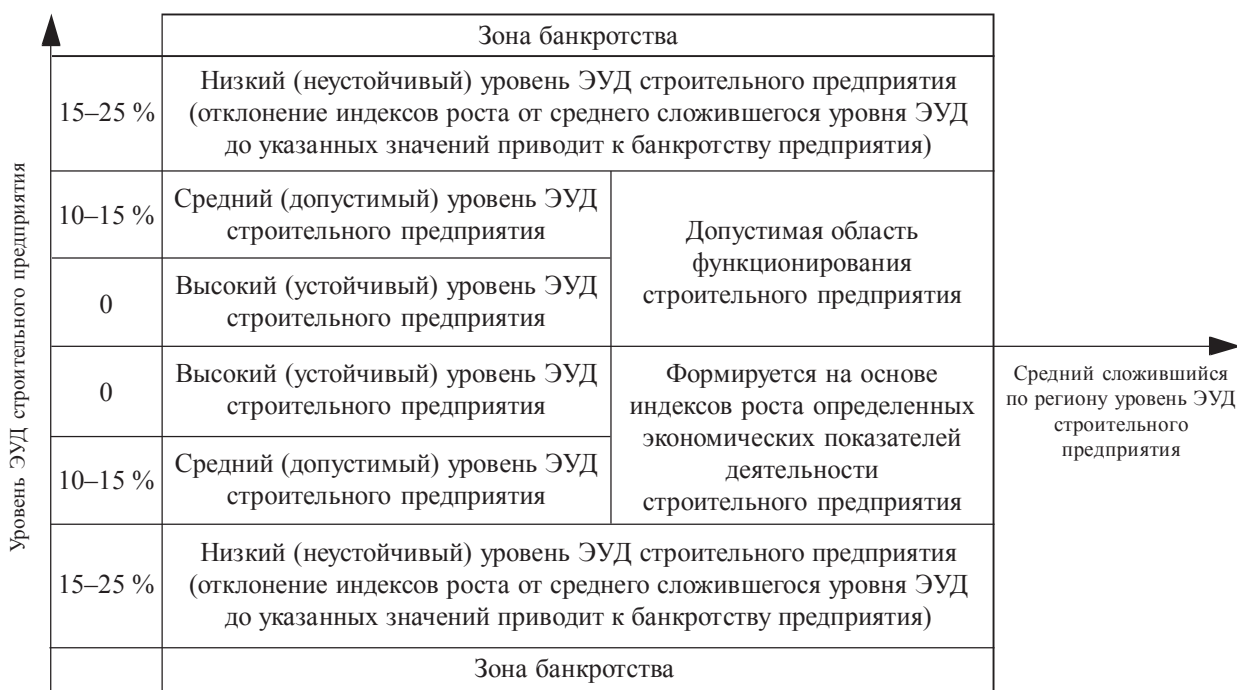 Уровень ЭУД строительного предприятия
Зона банкротства
15–25 %
Низкий (неустойчивый) уровень ЭУД строительного предприятия
(отклонение индексов роста от среднего сложившегося уровня ЭУД
до указанных значений приводит к банкротству предприятия)
10–15 %
Средний (допустимый) уровень ЭУД
строительного предприятия
Допустимая область
функционирования
строительного предприятия
0
Высокий (устойчивый) уровень ЭУД
строительного предприятия
0
Высокий (устойчивый) уровень ЭУД
строительного предприятия
Формируется на основе
индексов роста определенных
экономических показателей
деятельности
строительного предприятия
Средний сложившийся
по региону уровень ЭУД
строительного
предприятия
10–15 %
Средний (допустимый) уровень ЭУД
строительного предприятия
15–25 %
Низкий (неустойчивый) уровень ЭУД строительного предприятия
(отклонение индексов роста от среднего сложившегося уровня ЭУД
до указанных значений приводит к банкротству предприятия)
Зона банкротства